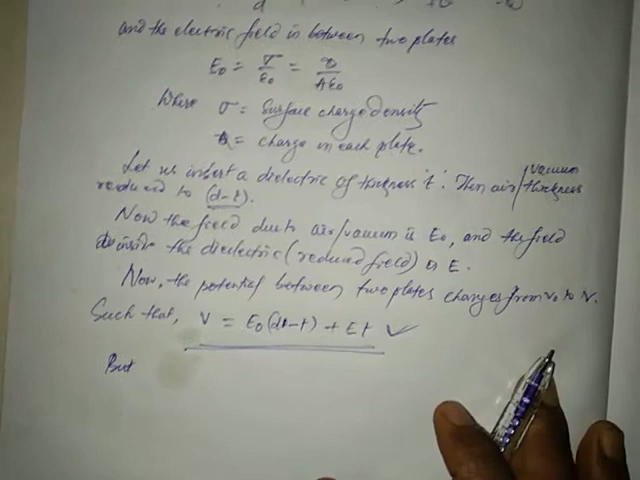 d
and the electric field in between two plates
E₀ = σ/ε₀ = Q/Aε₀
Where σ = Surface charge density
Q = charge in each plate.
Let us insert a dielectric of thickness 't'. Then air/vacuum thickness
reduced to (d-t).
Now the field due to air/vacuum is E₀, and the field
inside the dielectric (reduced field) is E.
Now, the potential between two plates charges from V₀ to V.
Such that, V = E₀(d-t) + Et ✓
But